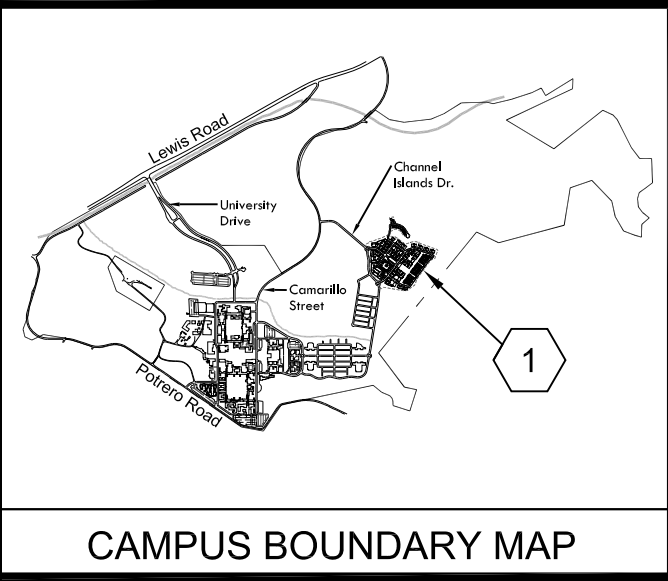 Lewis Road
Channel
Islands Dr.
University
Drive
Camarillo
Street
1
Potrero Road
CAMPUS BOUNDARY MAP